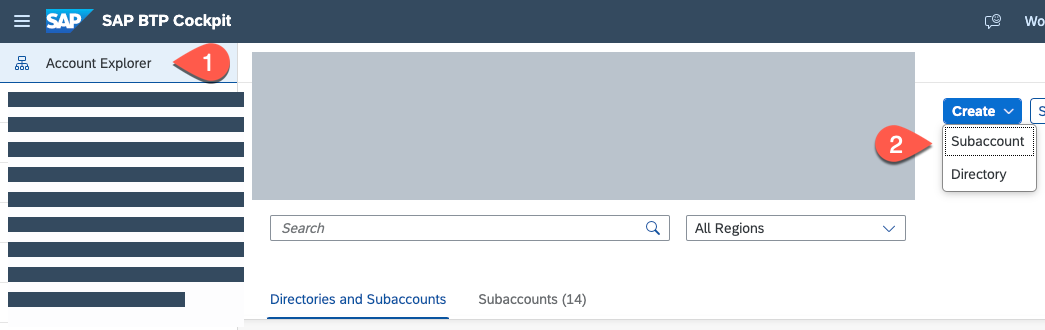 SAP SAP BTP Cockpit
Wo
Account Explorer
1
Create
S
2
Subaccount
Directory
Search
All Regions
Directories and Subaccounts
Subaccounts (14)